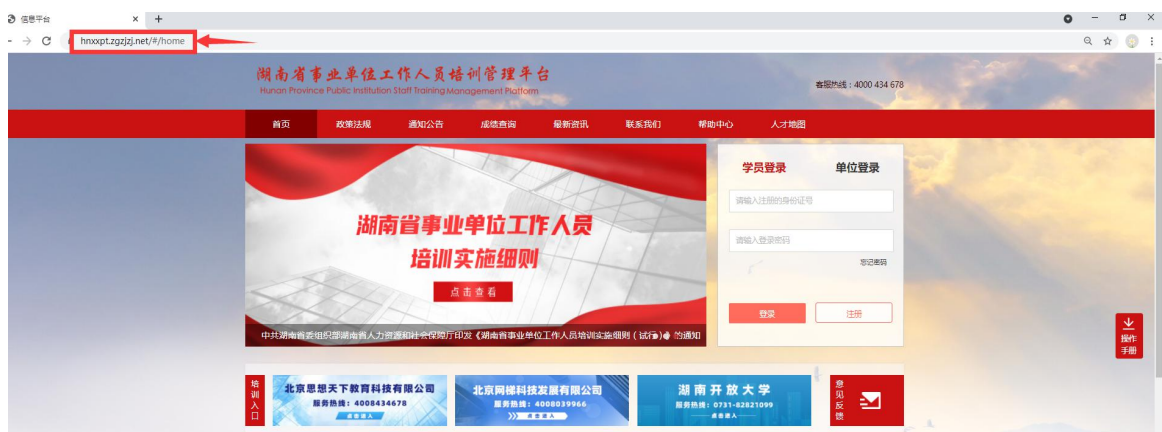 信息平台
hnxxpt.zgzjzj.net/#/home
湖南省事业单位工作人员培训管理平台
Hunan Province Public Institution Staff Training Management Platform
客服热线：4000 434 678
首页 政策法规 通知公告 成绩查询 最新资讯 联系我们 帮助中心 人才地图
学员登录 单位登录
请输入注册的身份证号
请输入登录密码
忘记密码
登录 注册
湖南省事业单位工作人员
培训实施细则
点击查看
中共湖南省委组织部湖南省人力资源和社会保障厅印发《湖南省事业单位工作人员培训实施细则（试行）》的通知
操作
手册
培训入口
北京思想天下教育科技有限公司
服务热线：4008434678
点击进入
北京网梯科技发展有限公司
服务热线：4008039966
点击进入
湖南开放大学
服务热线：0731-82821099
点击进入
意见反馈